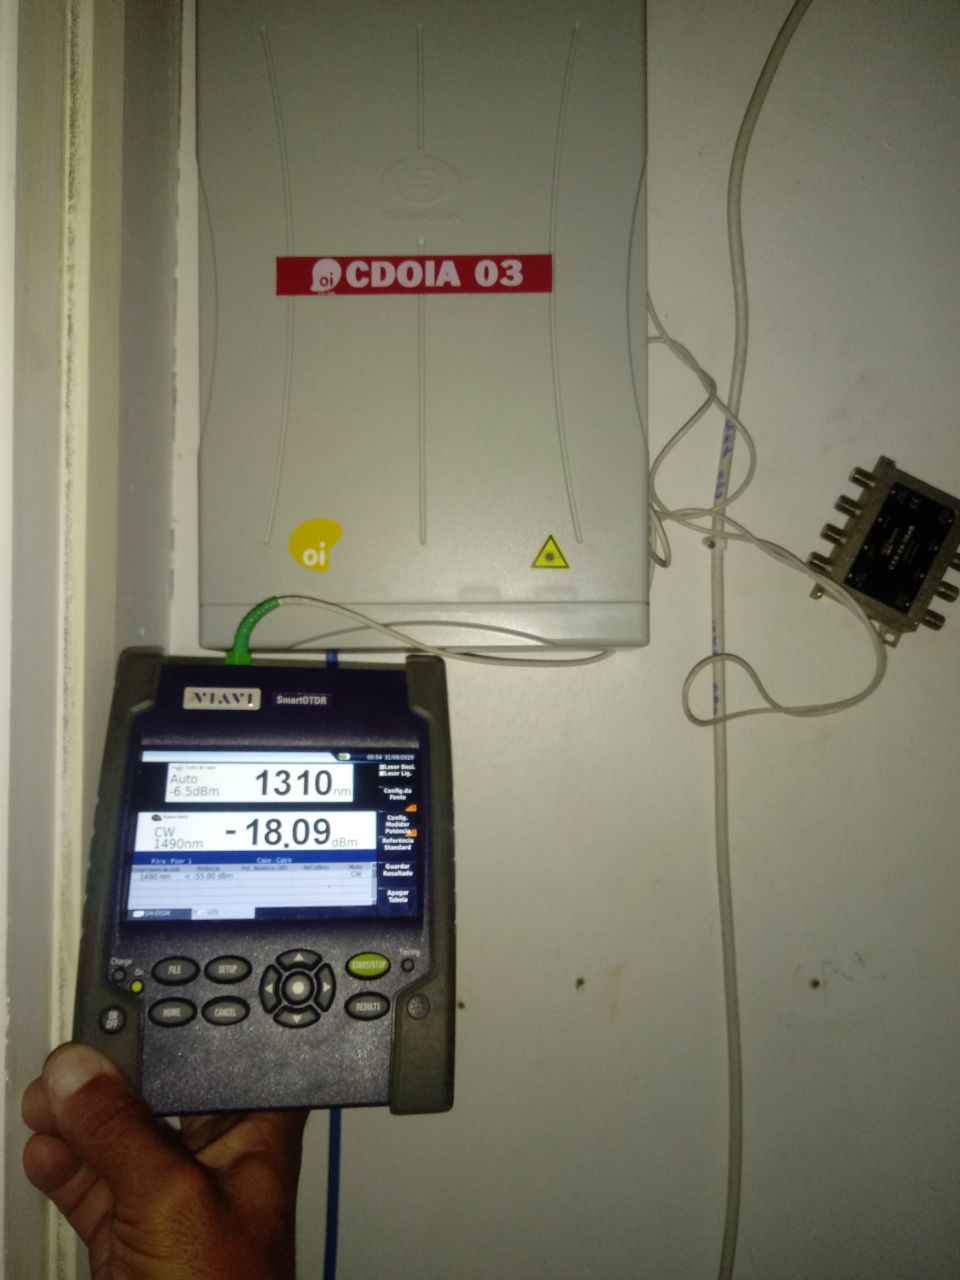 oi CDOIA 03
oi
VIAVI
SmartOTDR
00:54 31/08/2020
Auto
-6.5dBm
1310 nm
Laser Desl.
Laser Lig.
Config.da
Fonte
CW
1490nm
-18.09 dBm
Config.
Medidor
Potência
Referência
Standard
Fibra : Fiber 1
Cabo : Cabo
Guardar
Resultado
1490 nm < -55.00 dBm CW
Apagar
Tabela
Charge
On
Testing
FILE
SETUP
START/STOP
ON
OFF
HOME
CANCEL
RESULTS